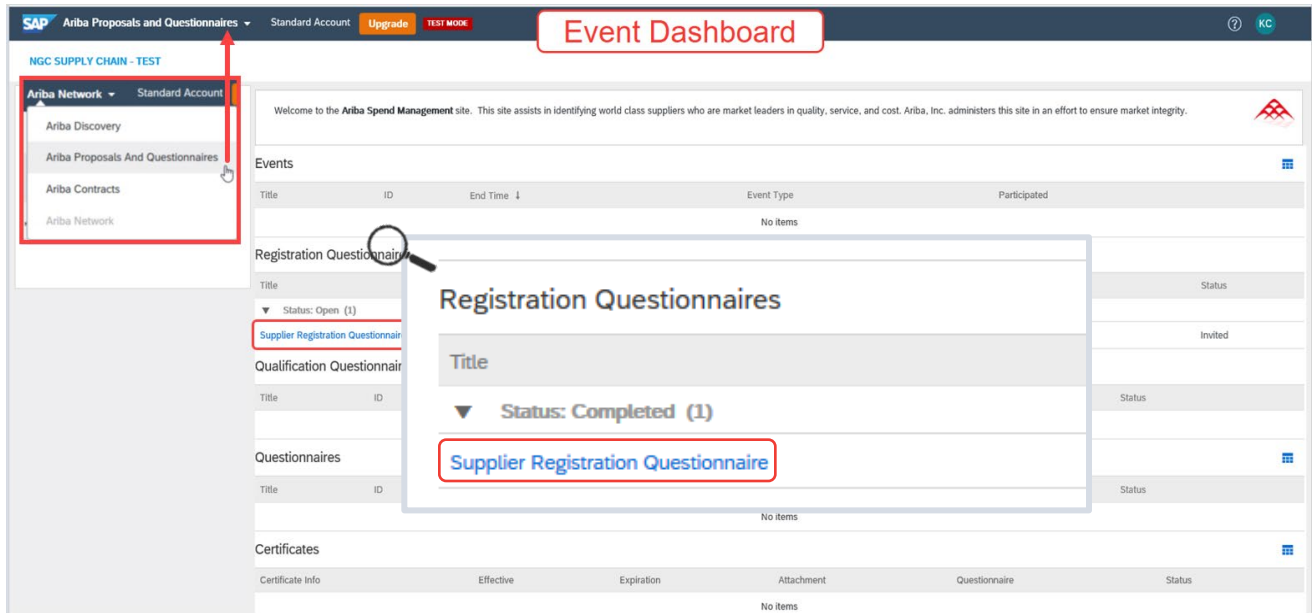 SAP Ariba Proposals and Questionnaires Standard Account Upgrade TEST MODE Event Dashboard ? KC
NGC SUPPLY CHAIN - TEST
Ariba Network Standard Account
Ariba Discovery
Ariba Proposals And Questionnaires
Ariba Contracts
Ariba Network
Welcome to the Ariba Spend Management site. This site assists in identifying world class suppliers who are market leaders in quality, service, and cost. Ariba, Inc. administers this site in an effort to ensure market integrity.
Events
Title ID End Time ↓ Event Type Participated
No items
Registration Questionnair
Title Status
▼ Status: Open (1)
Supplier Registration Questionnair Invited
Registration Questionnaires
Title
▼ Status: Completed (1)
Supplier Registration Questionnaire
Qualification Questionnair
Title ID Status
Questionnaires
Title ID Status
No items
Certificates
Certificate Info Effective Expiration Attachment Questionnaire Status
No items